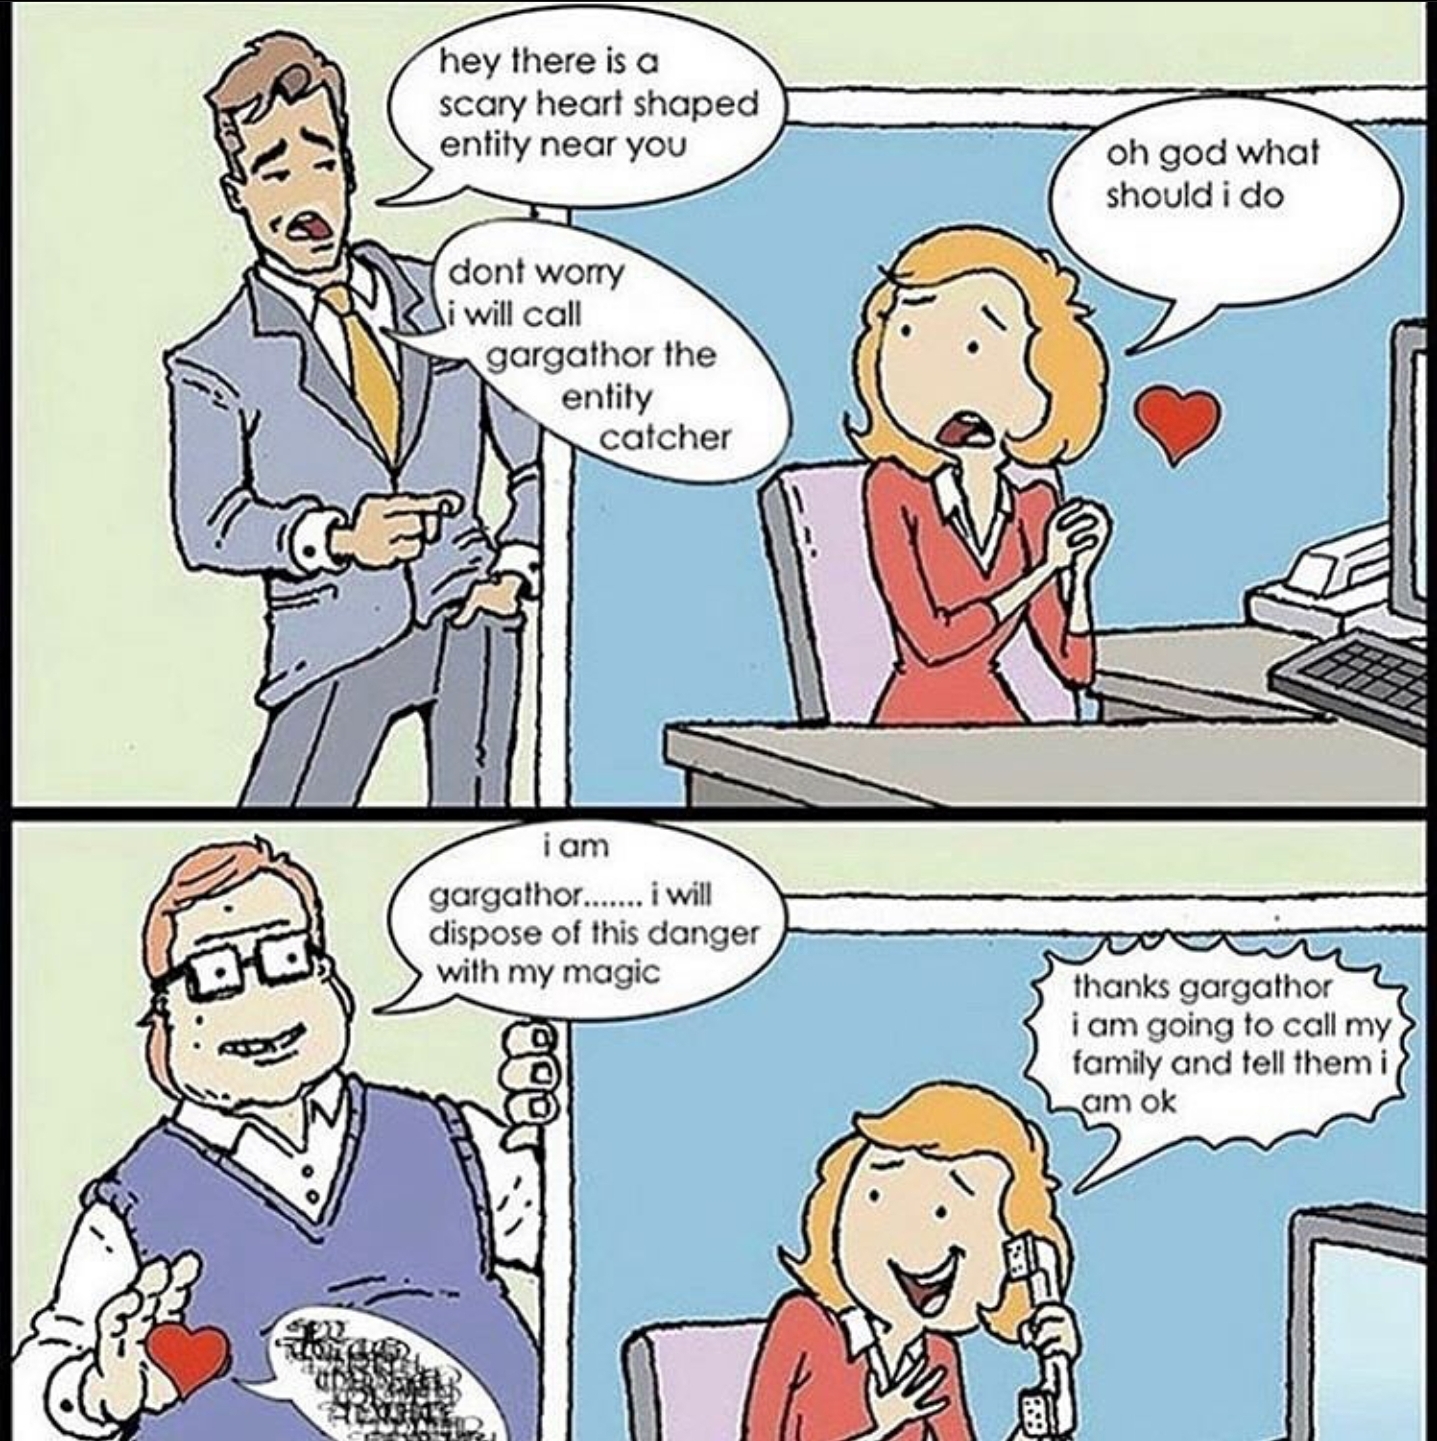 hey there is a
scary heart shaped
entity near you
oh god what
should i do
dont worry
i will call
gargathor the
entity
catcher
i am
gargathor....... i will
dispose of this danger
with my magic
thanks gargathor
i am going to call my
family and tell them i
am ok